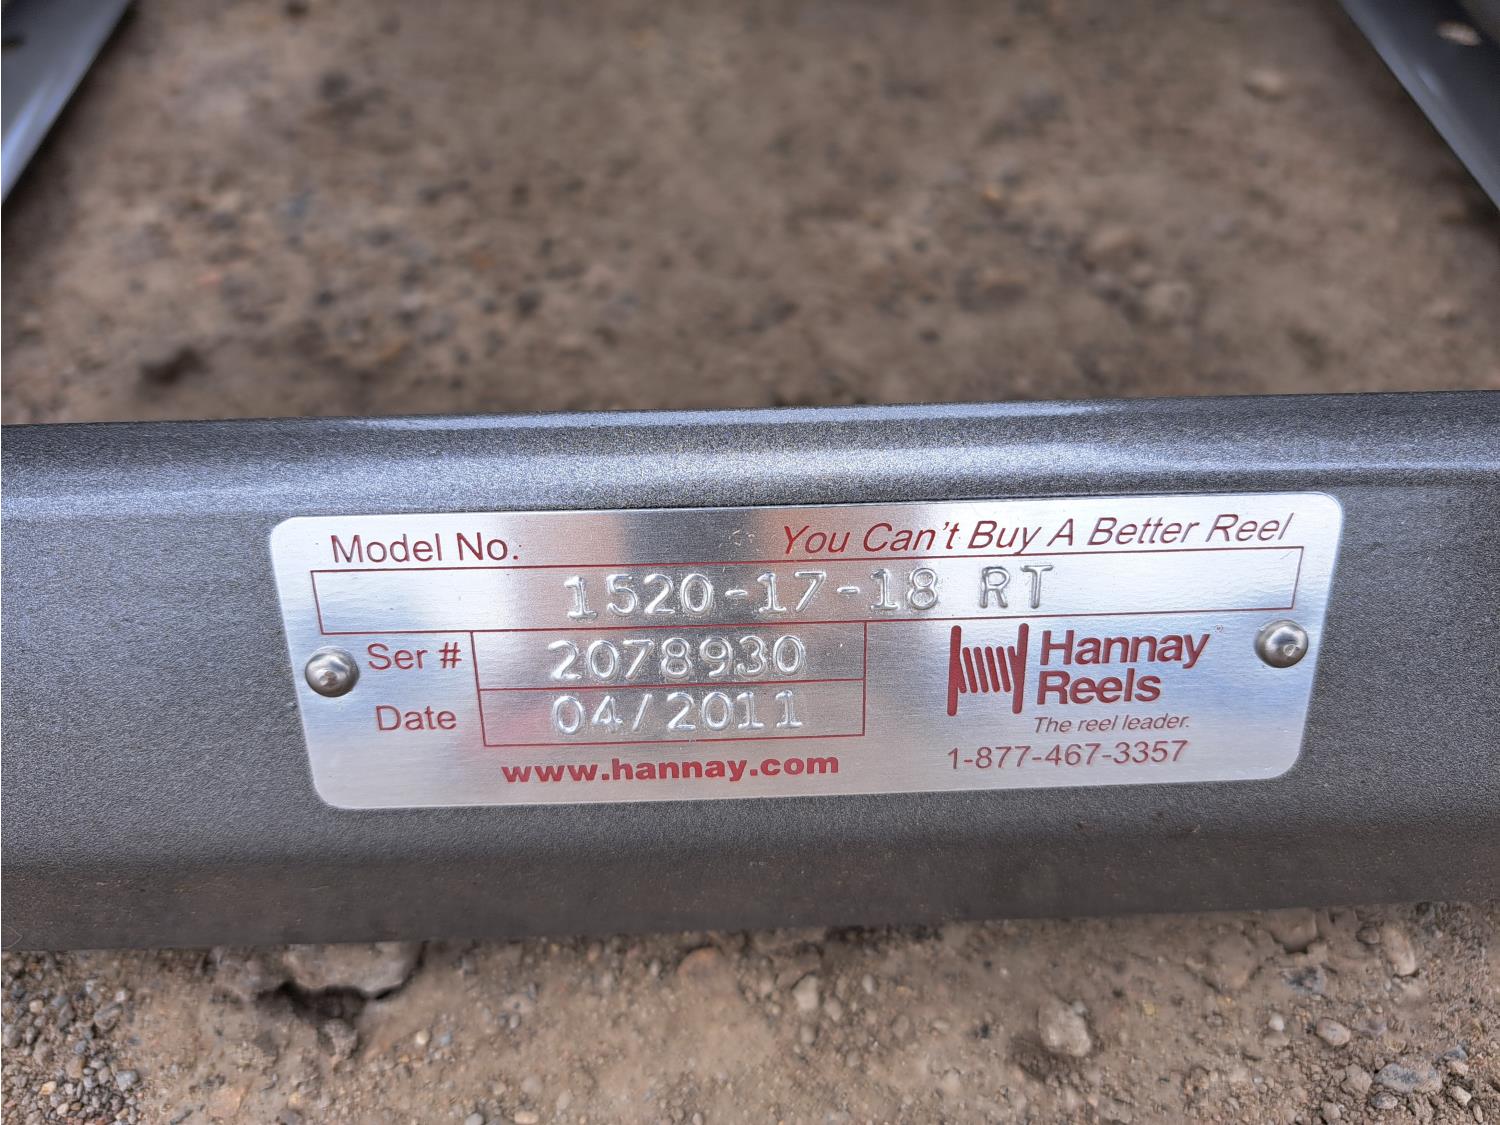 Model No. You Can't Buy A Better Reel
1520-17-18 RT
Ser # 2078930
Date 04/2011
Hannay
Reels
The reel leader.
www.hannay.com 1-877-467-3357